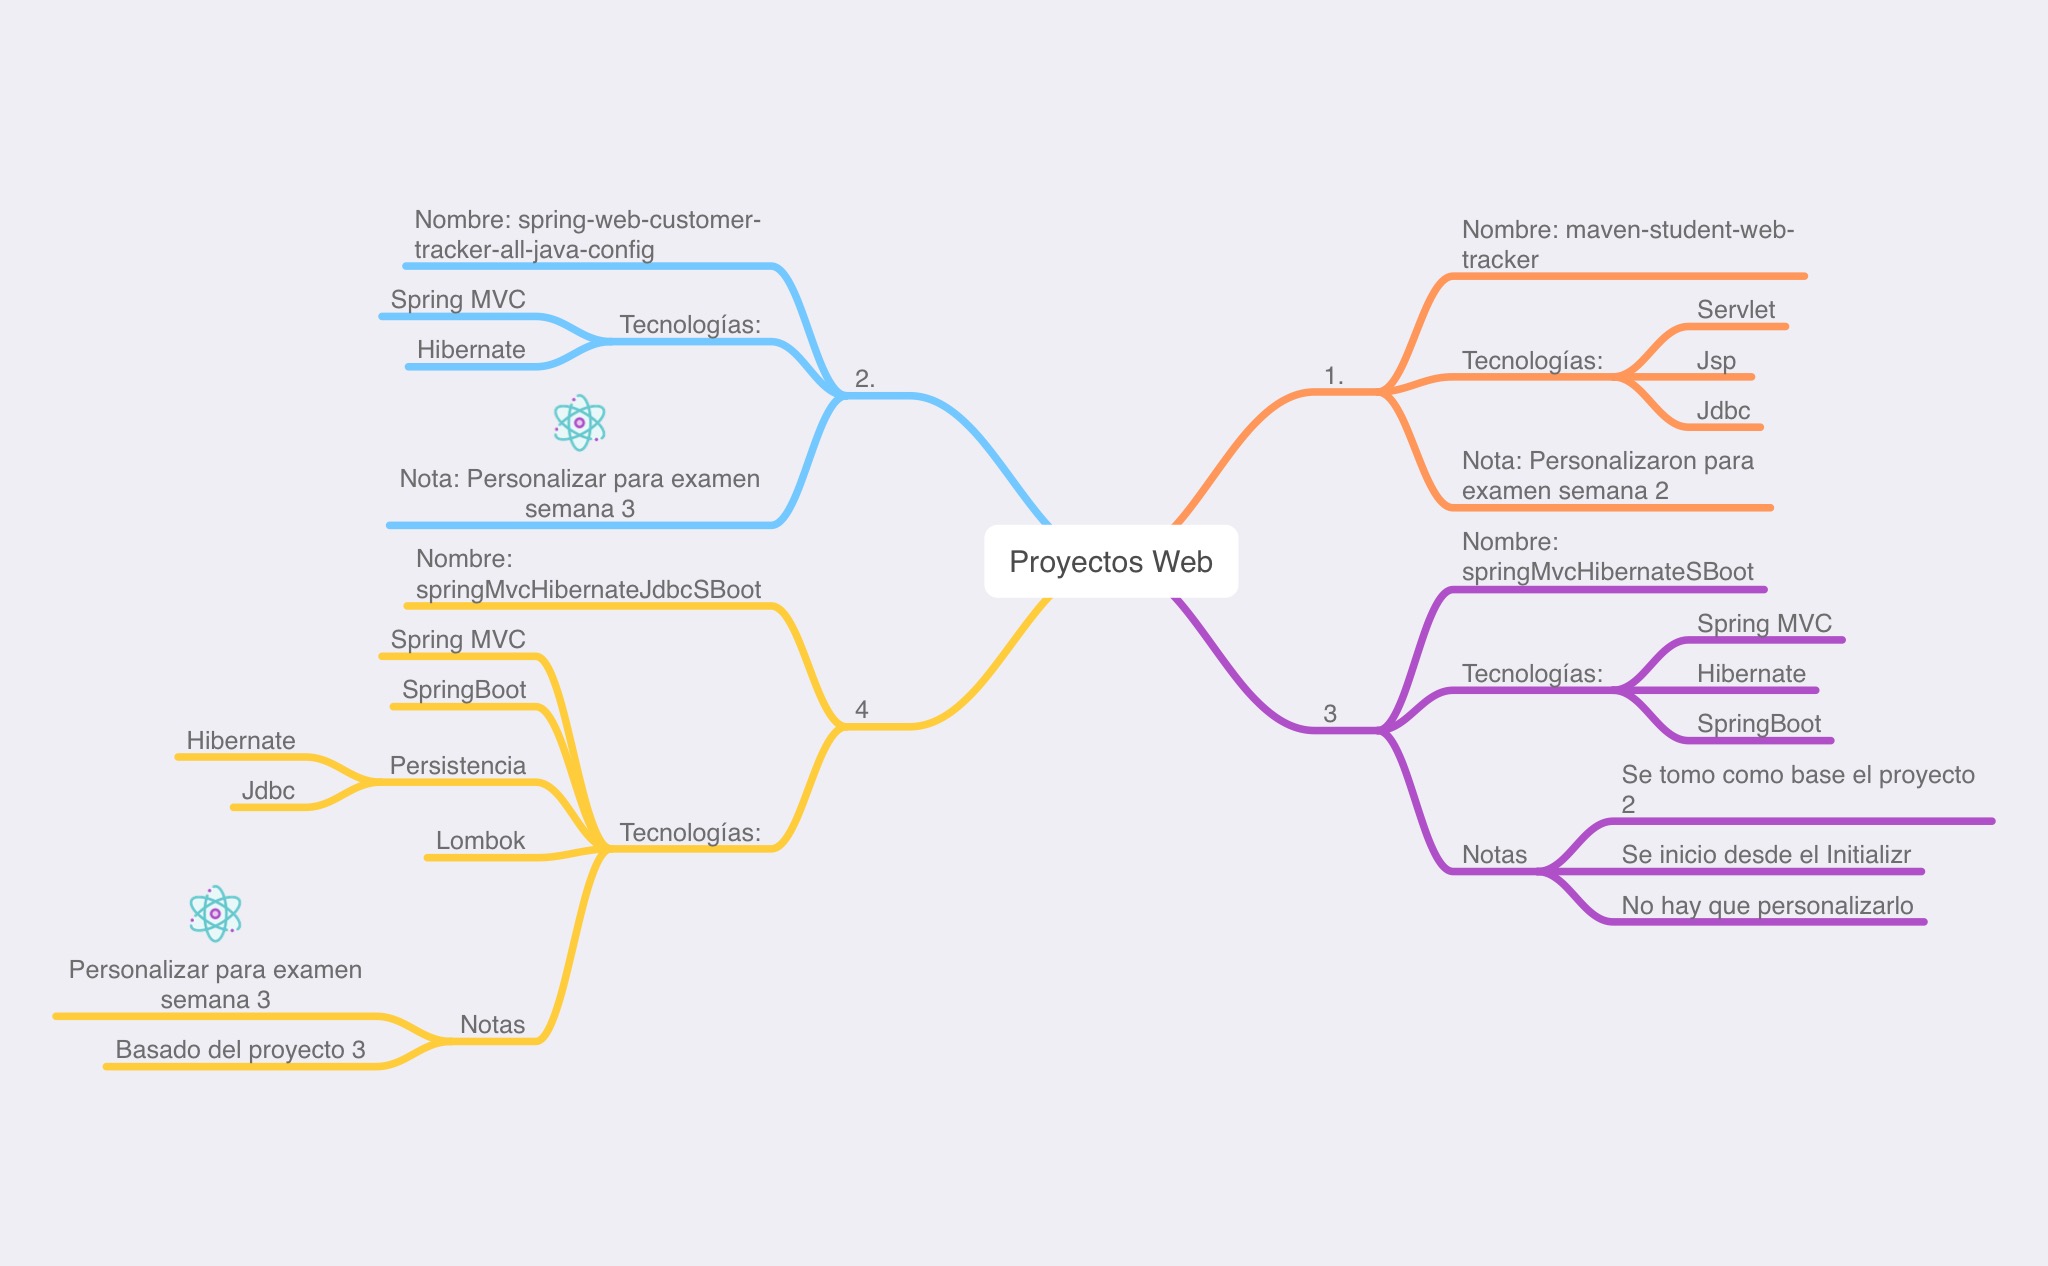 Proyectos Web
1.
Nombre: maven-student-web-
tracker
Tecnologías:
Servlet
Jsp
Jdbc
Nota: Personalizaron para
examen semana 2
2.
Nombre: spring-web-customer-
tracker-all-java-config
Tecnologías:
Spring MVC
Hibernate
Nota: Personalizar para examen
semana 3
3
Nombre:
springMvcHibernateSBoot
Tecnologías:
Spring MVC
Hibernate
SpringBoot
Notas
Se tomo como base el proyecto
2
Se inicio desde el Initializr
No hay que personalizarlo
4
Nombre:
springMvcHibernateJdbcSBoot
Tecnologías:
Spring MVC
SpringBoot
Persistencia
Hibernate
Jdbc
Lombok
Notas
Personalizar para examen
semana 3
Basado del proyecto 3